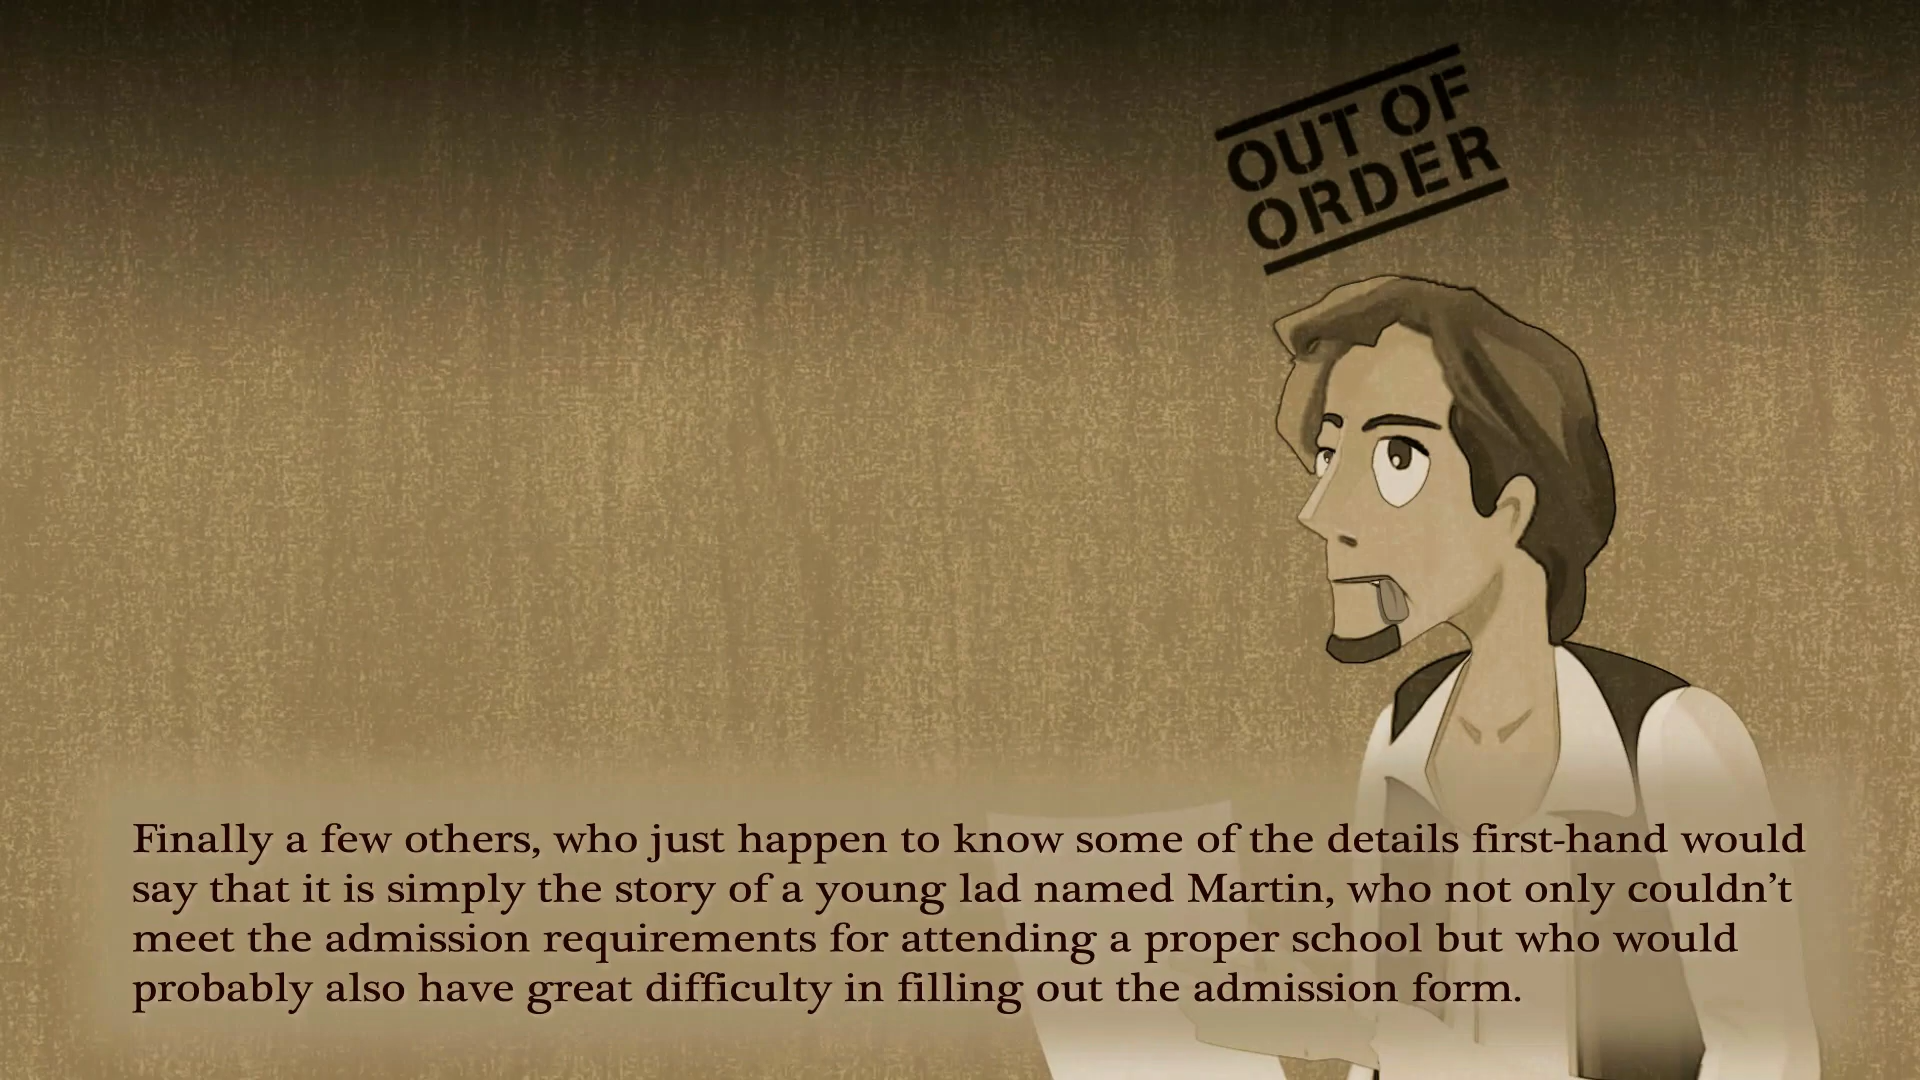 OUT OF
ORDER
Finally a few others, who just happen to know some of the details first-hand would
say that it is simply the story of a young lad named Martin, who not only couldn’t
meet the admission requirements for attending a proper school but who would
probably also have great difficulty in filling out the admission form.